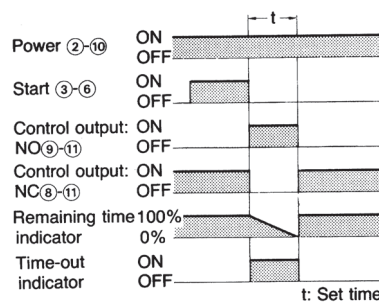 t
Power ②-⑩ ON
OFF
Start ③-⑥ ON
OFF
Control output: ON
NO⑨-⑪ OFF
Control output: ON
NC⑧-⑪ OFF
Remaining time 100%
indicator 0%
Time-out ON
indicator OFF
t: Set time